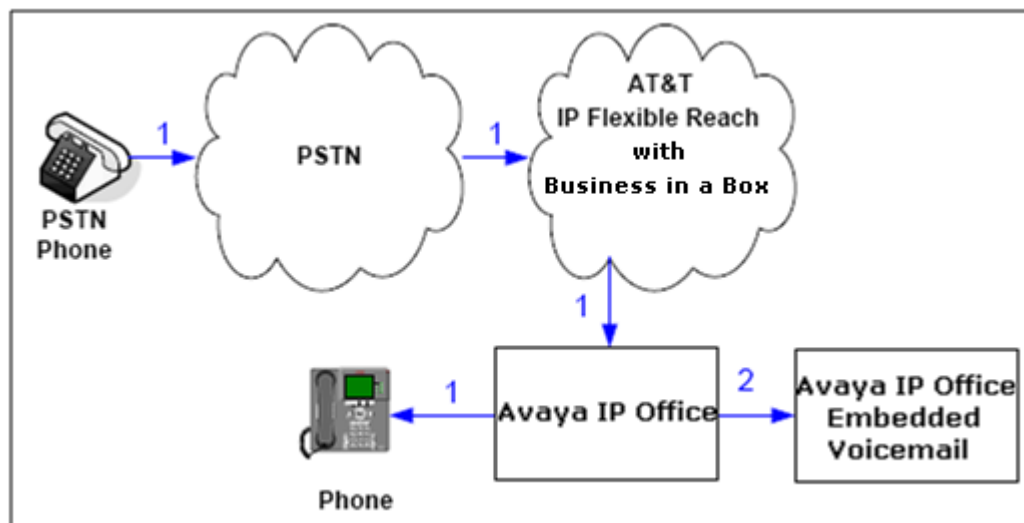 1
PSTN
Phone
PSTN
1
AT&T
IP Flexible Reach
with
Business in a Box
1
Phone
1
Avaya IP Office
2
Avaya IP Office
Embedded
Voicemail